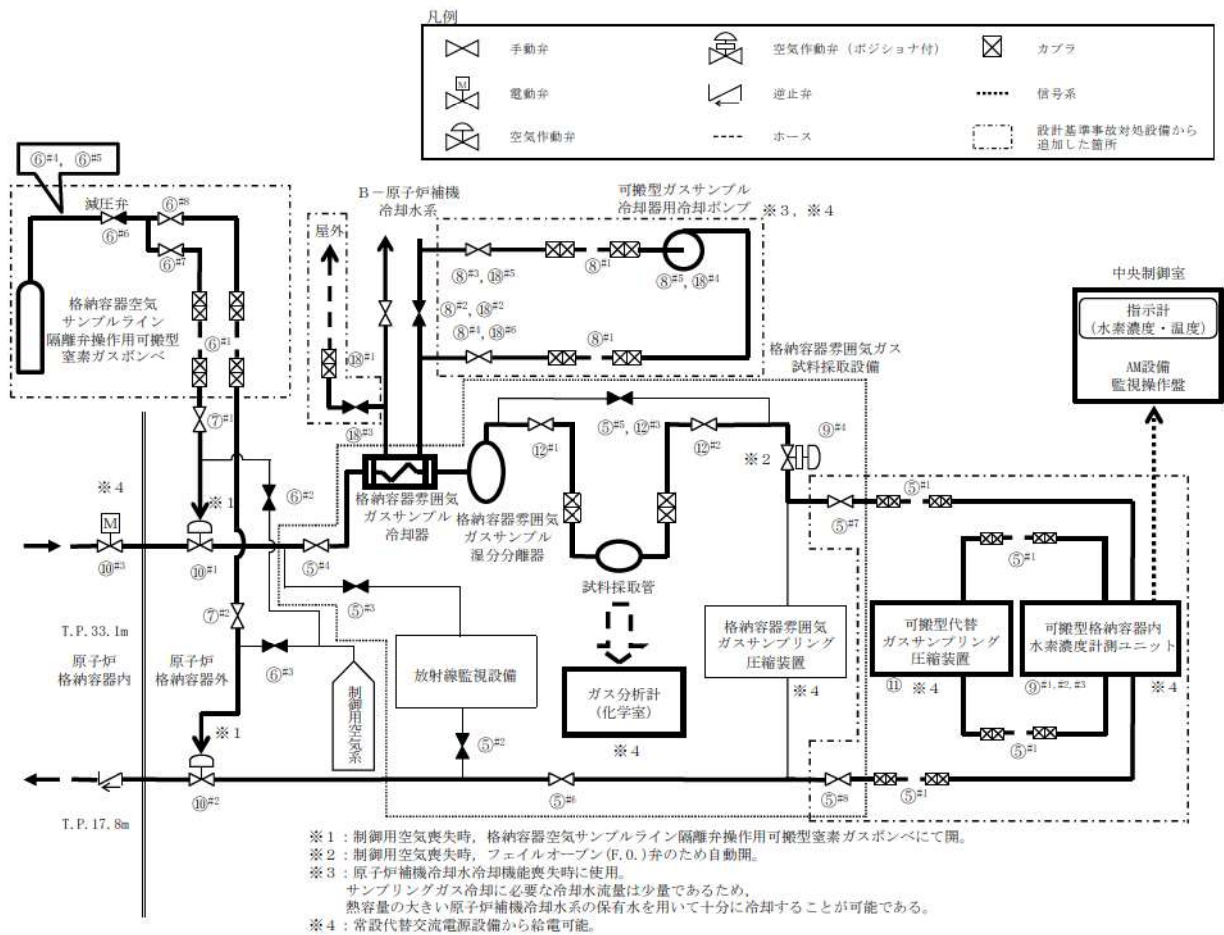 凡例
手動弁
電動弁
空気作動弁
空気作動弁（ポジショナ付）
逆止弁
ホース
カプラ
信号系
設計基準事故対処設備から
追加した箇所
M
⑥#4，⑥#5
減圧弁
⑥#6
⑥#8
⑥#7
格納容器空気
サンプルライン
隔離弁操作用可搬型
窒素ガスボンベ
⑥#1
⑦#1
屋外
B－原子炉補機
冷却水系
可搬型ガスサンプル
冷却器用冷却ポンプ
※3，※4
⑧#3，⑱#5
⑧#1
⑧#5，⑱#4
⑧#2，⑱#2
⑧#4，⑱#6
⑧#1
⑱#1
⑱#3
格納容器雰囲気ガス
試料採取設備
中央制御室
指示計
（水素濃度・温度）
AM設備
監視操作盤
⑤#5，⑫#3
⑫#1
⑫#2
⑨#4
※2
⑤#1
⑤#7
※4
M
⑩#3
※1
⑩#1
⑥#2
⑤#4
格納容器雰囲気
ガスサンプル
冷却器
格納容器雰囲気
ガスサンプル
湿分分離器
試料採取管
⑤#3
⑤#1
T.P.33.1m
⑦#2
原子炉
格納容器内
原子炉
格納容器外
⑥#3
制御用空気系
放射線監視設備
ガス分析計
（化学室）
※4
格納容器雰囲気
ガスサンプリング
圧縮装置
※4
可搬型代替
ガスサンプリング
圧縮装置
⑪
※4
可搬型格納容器内
水素濃度計測ユニット
⑨#1,#2,#3
※4
⑤#1
※1
⑤#2
⑩#2
⑤#6
⑤#8
⑤#1
T.P.17.8m
※1：制御用空気喪失時，格納容器空気サンプルライン隔離弁操作用可搬型窒素ガスボンベにて開。
※2：制御用空気喪失時，フェイルオープン(F.O.)弁のため自動開。
※3：原子炉補機冷却水冷却機能喪失時に使用。
サンプリングガス冷却に必要な冷却水流量は少量であるため，
熱容量の大きい原子炉補機冷却水系の保有水を用いて十分に冷却することが可能である。
※4：常設代替交流電源設備から給電可能。